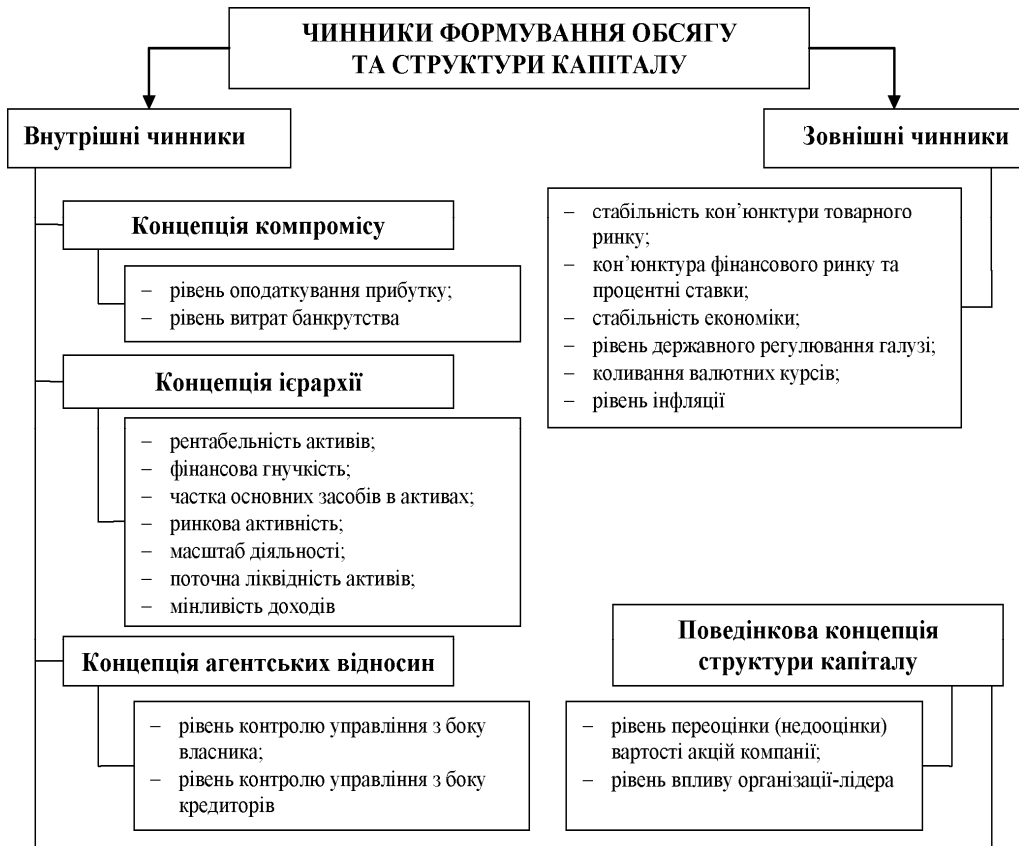 ЧИННИКИ ФОРМУВАННЯ ОБСЯГУ
ТА СТРУКТУРИ КАПІТАЛУ
Внутрішні чинники
Зовнішні чинники
Концепція компромісу
– рівень оподаткування прибутку;
– рівень витрат банкрутства
– стабільність кон’юнктури товарного
ринку;
– кон’юнктура фінансового ринку та
процентні ставки;
– стабільність економіки;
– рівень державного регулювання галузі;
– коливання валютних курсів;
– рівень інфляції
Концепція ієрархії
– рентабельність активів;
– фінансова гнучкість;
– частка основних засобів в активах;
– ринкова активність;
– масштаб діяльності;
– поточна ліквідність активів;
– мінливість доходів
Концепція агентських відносин
– рівень контролю управління з боку
власника;
– рівень контролю управління з боку
кредиторів
Поведінкова концепція
структури капіталу
– рівень переоцінки (недооцінки)
вартості акцій компанії;
– рівень впливу організації-лідера